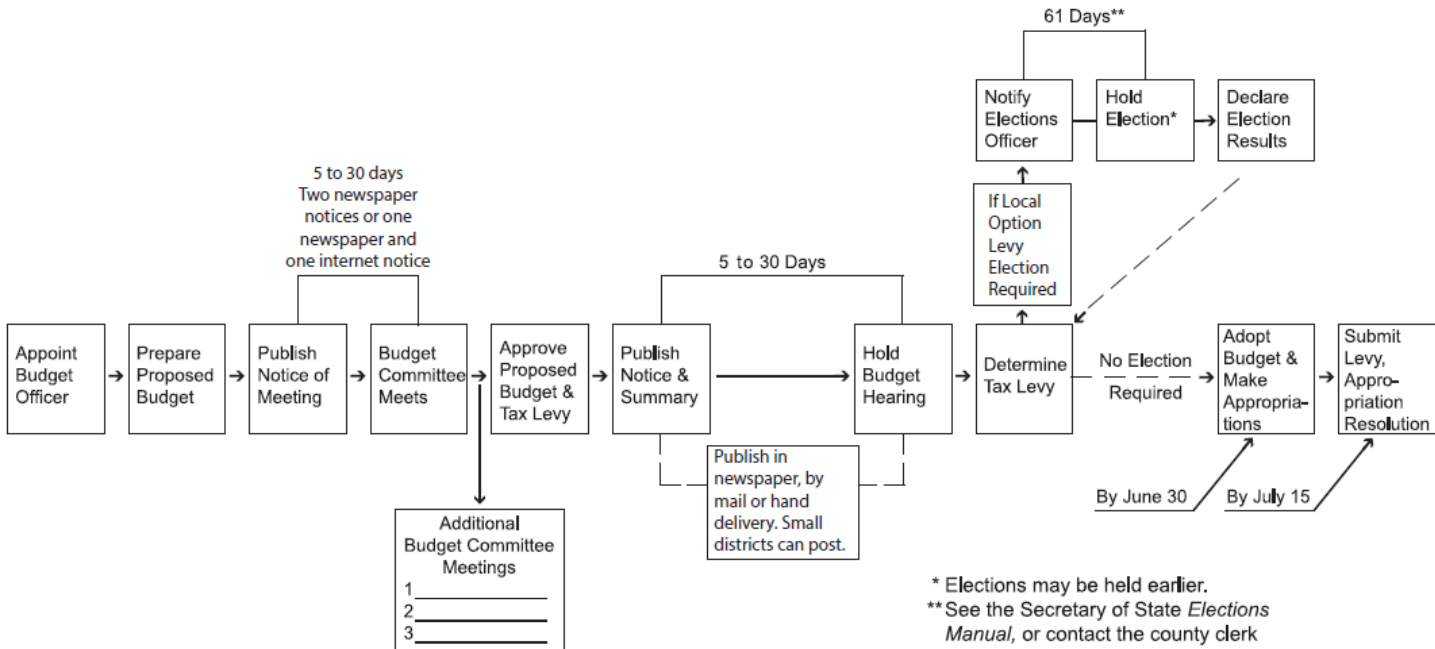 61 Days**
Notify
Elections
Officer
Hold
Election*
Declare
Election
Results
5 to 30 days
Two newspaper
notices or one
newspaper and
one internet notice
If Local
Option
Levy
Election
Required
5 to 30 Days
Appoint
Budget
Officer
Prepare
Proposed
Budget
Publish
Notice of
Meeting
Budget
Committee
Meets
Approve
Proposed
Budget &
Tax Levy
Publish
Notice &
Summary
Hold
Budget
Hearing
Determine
Tax Levy
No Election
Required
Adopt
Budget &
Make
Appropria-
tions
Submit
Levy,
Appro-
priation
Resolution
Publish in
newspaper, by
mail or hand
delivery. Small
districts can post.
By June 30
By July 15
Additional
Budget Committee
Meetings
1
2
3
* Elections may be held earlier.
** See the Secretary of State Elections
Manual, or contact the county clerk